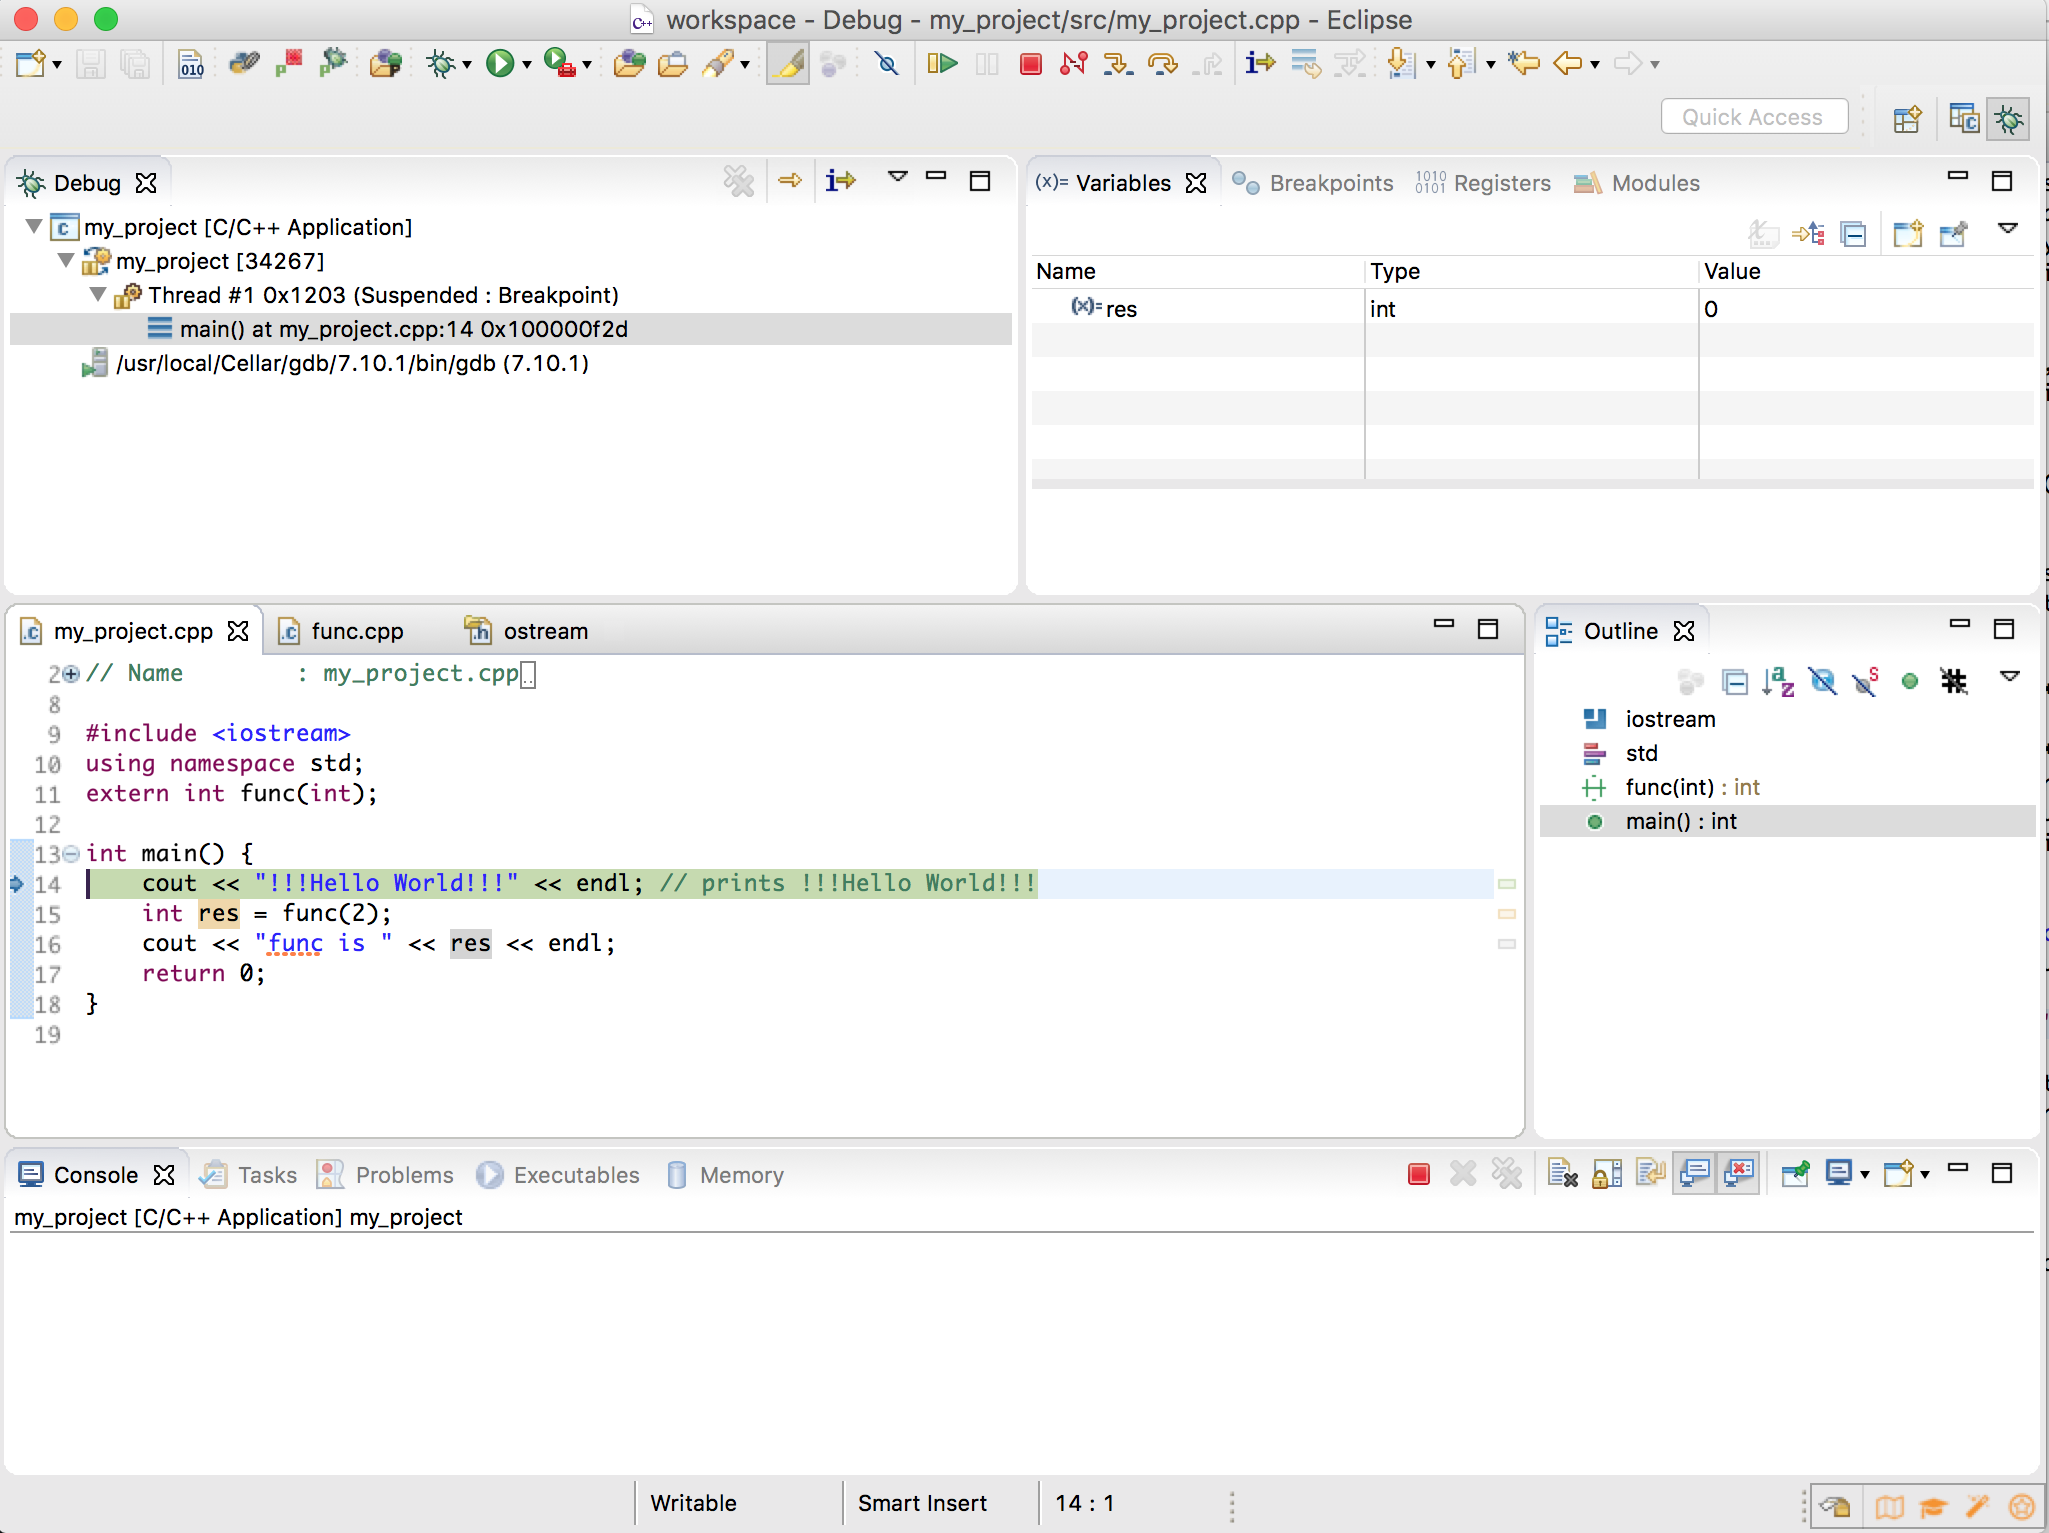 workspace - Debug - my_project/src/my_project.cpp - Eclipse
Quick Access
Debug
my_project [C/C++ Application]
my_project [34267]
Thread #1 0x1203 (Suspended : Breakpoint)
main() at my_project.cpp:14 0x100000f2d
/usr/local/Cellar/gdb/7.10.1/bin/gdb (7.10.1)
(x)= Variables Breakpoints Registers Modules
Name Type Value
(x)= res int 0
my_project.cpp func.cpp ostream
2 // Name : my_project.cpp
8
9 #include <iostream>
10 using namespace std;
11 extern int func(int);
12
13 int main() {
14 cout << "!!!Hello World!!!" << endl; // prints !!!Hello World!!!
15 int res = func(2);
16 cout << "func is " << res << endl;
17 return 0;
18 }
19
Outline
iostream
std
func(int) : int
main() : int
Console Tasks Problems Executables Memory
my_project [C/C++ Application] my_project
Writable Smart Insert 14 : 1